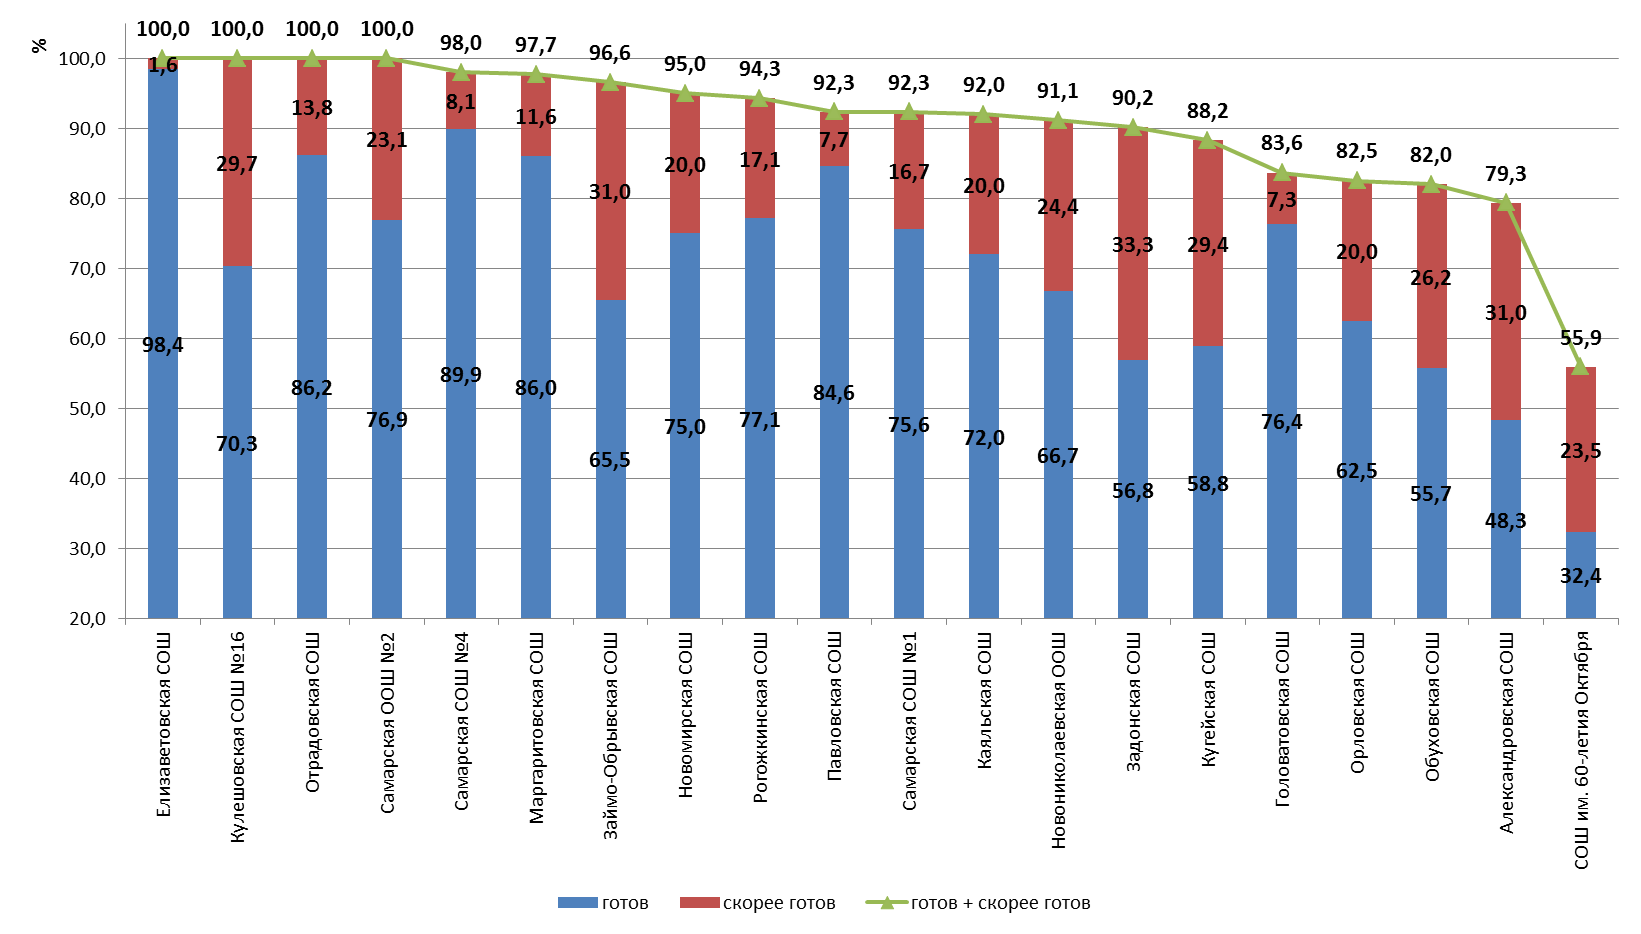 100,0 100,0 100,0 100,0 98,0 97,7 96,6 95,0 94,3 92,3 92,3 92,0 91,1 90,2 88,2 83,6 82,5 82,0 79,3 55,9
%
100,0
90,0
80,0
70,0
60,0
50,0
40,0
30,0
20,0
1,6 29,7 13,8 23,1 8,1 11,6 31,0 20,0 17,1 7,7 16,7 20,0 24,4 33,3 29,4 7,3 20,0 26,2 31,0 23,5
98,4 70,3 86,2 76,9 89,9 86,0 65,5 75,0 77,1 84,6 75,6 72,0 66,7 56,8 58,8 76,4 62,5 55,7 48,3 32,4
Елизаветовская СОШ
Кулешовская СОШ №16
Отрадовская СОШ
Самарская ООШ №2
Самарская СОШ №4
Маргаритовская СОШ
Займо-Обрывская СОШ
Новомирская СОШ
Рогожкинская СОШ
Павловская СОШ
Самарская СОШ №1
Каяльская СОШ
Новониколаевская ООШ
Задонская СОШ
Кугейская СОШ
Головатовская СОШ
Орловская СОШ
Обуховская СОШ
Александровская СОШ
СОШ им. 60-летия Октября
готов скорее готов готов + скорее готов